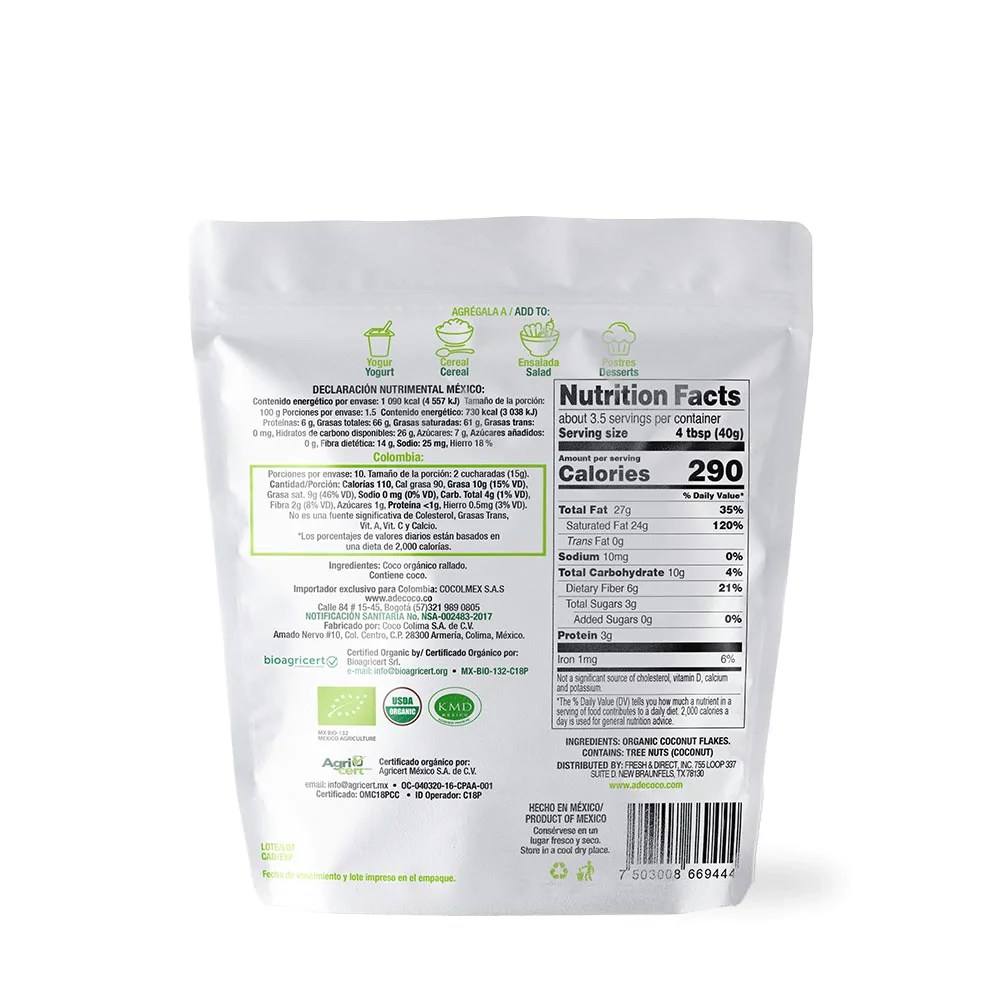 AGRÉGALA A / ADD TO:
Yogur
Yogurt
Cereal
Cereal
Ensalada
Salad
Postres
Desserts
DECLARACIÓN NUTRIMENTAL MÉXICO:
Contenido energético por envase: 1 090 kcal (4 557 kJ) Tamaño de la porción:
100 g Porciones por envase: 1.5 Contenido energético: 730 kcal (3 038 kJ)
Proteínas: 6 g, Grasas totales: 66 g, Grasas saturadas: 61 g, Grasas trans:
0 mg, Hidratos de carbono disponibles: 26 g, Azúcares: 7 g, Azúcares añadidos:
0 g, Fibra dietética: 14 g, Sodio: 25 mg, Hierro 18 %
Colombia:
Porciones por envase: 10. Tamaño de la porción: 2 cucharadas (15g).
Cantidad/Porción: Calorías 110, Cal grasa 90, Grasa 10g (15% VD),
Grasa sat. 9g (46% VD), Sodio 0 mg (0% VD), Carb. Total 4g (1% VD),
Fibra 2g (8% VD), Azúcares 1g, Proteína <1g, Hierro 0.5mg (3% VD).
No es una fuente significativa de Colesterol, Grasas Trans,
Vit. A, Vit. C y Calcio.
*Los porcentajes de valores diarios están basados en
una dieta de 2,000 calorías.
Ingredientes: Coco orgánico rallado.
Contiene coco.
Importador exclusivo para Colombia: COCOLMEX S.A.S
www.adecoco.co
Calle 84 # 15-45, Bogotá (57)321 989 0805
NOTIFICACIÓN SANITARIA No. NSA-002483-2017
Fabricado por: Coco Colima S.A. de C.V.
Amado Nervo #10, Col. Centro, C.P. 28300 Armería, Colima, México.
bioagricert
Certified Organic by/ Certificado Orgánico por:
Bioagricert Srl.
e-mail: info@bioagricert.org • MX-BIO-132-C18P
MX-BIO-132
MEXICO AGRICULTURE
USDA
ORGANIC
KMD
MEXICO
Agri
cert
Certificado orgánico por:
Agricert México S.A. de C.V.
email: info@agricert.mx • OC-040320-16-CPAA-001
Certificado: OMC18PCC • ID Operador: C18P
LOTE/LOT
CAD/EXP
Fecha de vencimiento y lote impreso en el empaque.
Nutrition Facts
about 3.5 servings per container
Serving size 4 tbsp (40g)
Amount per serving
Calories 290
% Daily Value*
Total Fat 27g 35%
Saturated Fat 24g 120%
Trans Fat 0g
Sodium 10mg 0%
Total Carbohydrate 10g 4%
Dietary Fiber 6g 21%
Total Sugars 3g
Added Sugars 0g 0%
Protein 3g
Iron 1mg 6%
Not a significant source of cholesterol, vitamin D, calcium
and potassium.
*The % Daily Value (DV) tells you how much a nutrient in a
serving of food contributes to a daily diet. 2,000 calories a
day is used for general nutrition advice.
INGREDIENTS: ORGANIC COCONUT FLAKES.
CONTAINS: TREE NUTS (COCONUT)
DISTRIBUTED BY: FRESH & DIRECT, INC. 755 LOOP 337
SUITE D. NEW BRAUNFELS, TX 78130
www.adecoco.com
HECHO EN MÉXICO/
PRODUCT OF MEXICO
Consérvese en un
lugar fresco y seco.
Store in a cool dry place.
7 503008 669444